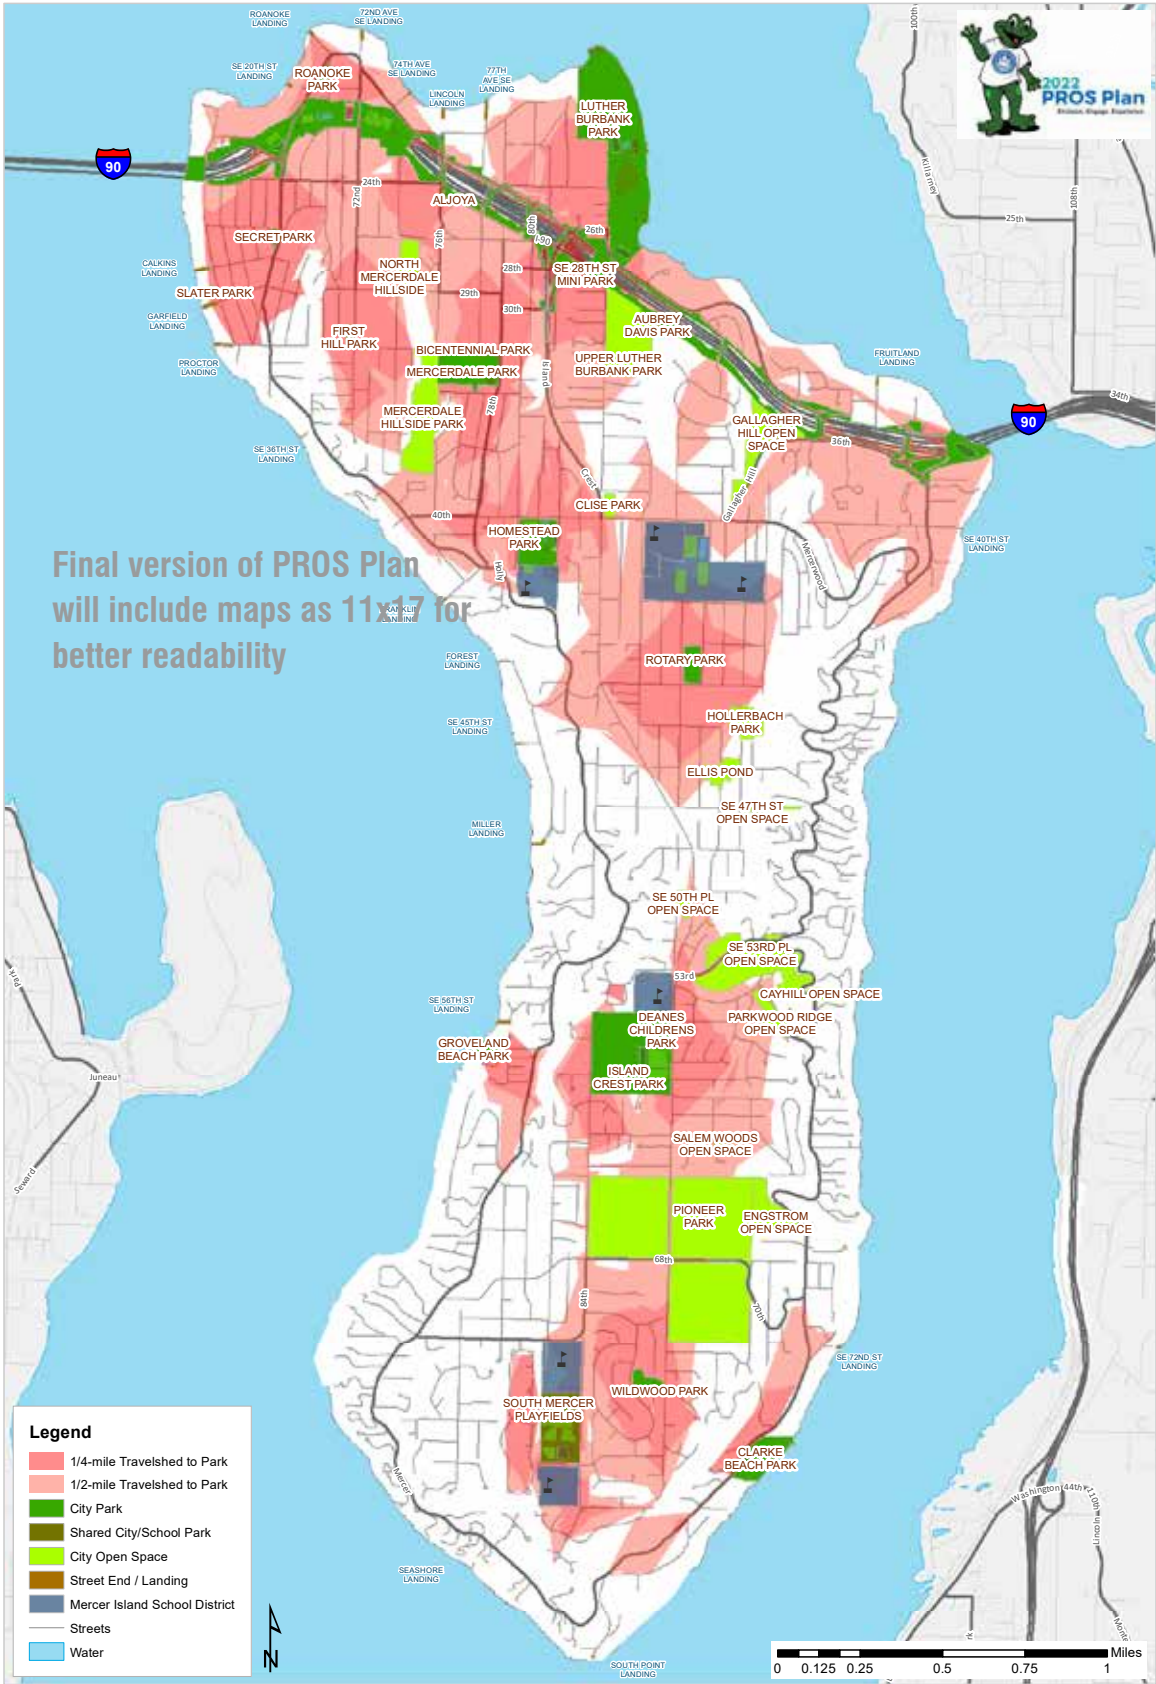 ROANOKE
LANDING
72ND AVE
SE LANDING
SE 20TH ST
LANDING
ROANOKE
PARK
74TH AVE
SE LANDING
77TH
AVE SE
LANDING
LINCOLN
LANDING
LUTHER
BURBANK
PARK
2022
PROS Plan
100th
90
Killarney
108th
25th
24th
72nd
ALJOYA
76th
80th
I-90
26th
SECRET PARK
CALKINS
LANDING
SLATER PARK
GARFIELD
LANDING
PROCTOR
LANDING
NORTH
MERCERDALE
HILLSIDE
28th
29th
30th
SE 28TH ST
MINI PARK
AUBREY
DAVIS PARK
FIRST
HILL PARK
BICENTENNIAL PARK
MERCERDALE PARK
Island
UPPER LUTHER
BURBANK PARK
FRUITLAND
LANDING
34th
90
78th
MERCERDALE
HILLSIDE PARK
GALLAGHER
HILL OPEN
SPACE
36th
SE 36TH ST
LANDING
Crest
Gallagher Hill
CLISE PARK
40th
HOMESTEAD
PARK
SE 40TH ST
LANDING
Mercerwood
Holly
Final version of PROS Plan
will include maps as 11x17 for
better readability
FRANKLIN
LANDING
FOREST
LANDING
ROTARY PARK
SE 45TH ST
LANDING
HOLLERBACH
PARK
ELLIS POND
SE 47TH ST
OPEN SPACE
MILLER
LANDING
SE 50TH PL
OPEN SPACE
SE 53RD PL
OPEN SPACE
53rd
Park
CAYHILL OPEN SPACE
SE 56TH ST
LANDING
DEANES
CHILDRENS
PARK
PARKWOOD RIDGE
OPEN SPACE
GROVELAND
BEACH PARK
ISLAND
CREST PARK
Juneau
SALEM WOODS
OPEN SPACE
Seward
PIONEER
PARK
ENGSTROM
OPEN SPACE
68th
84th
70th
SE 72ND ST
LANDING
WILDWOOD PARK
SOUTH MERCER
PLAYFIELDS
CLARKE
BEACH PARK
Mercer
Washington
44th
110th
Lincoln
SEASHORE
LANDING
SOUTH POINT
LANDING
Legend
1/4-mile Travelshed to Park
1/2-mile Travelshed to Park
City Park
Shared City/School Park
City Open Space
Street End / Landing
Mercer Island School District
Streets
Water
N
Miles
0 0.125 0.25 0.5 0.75 1